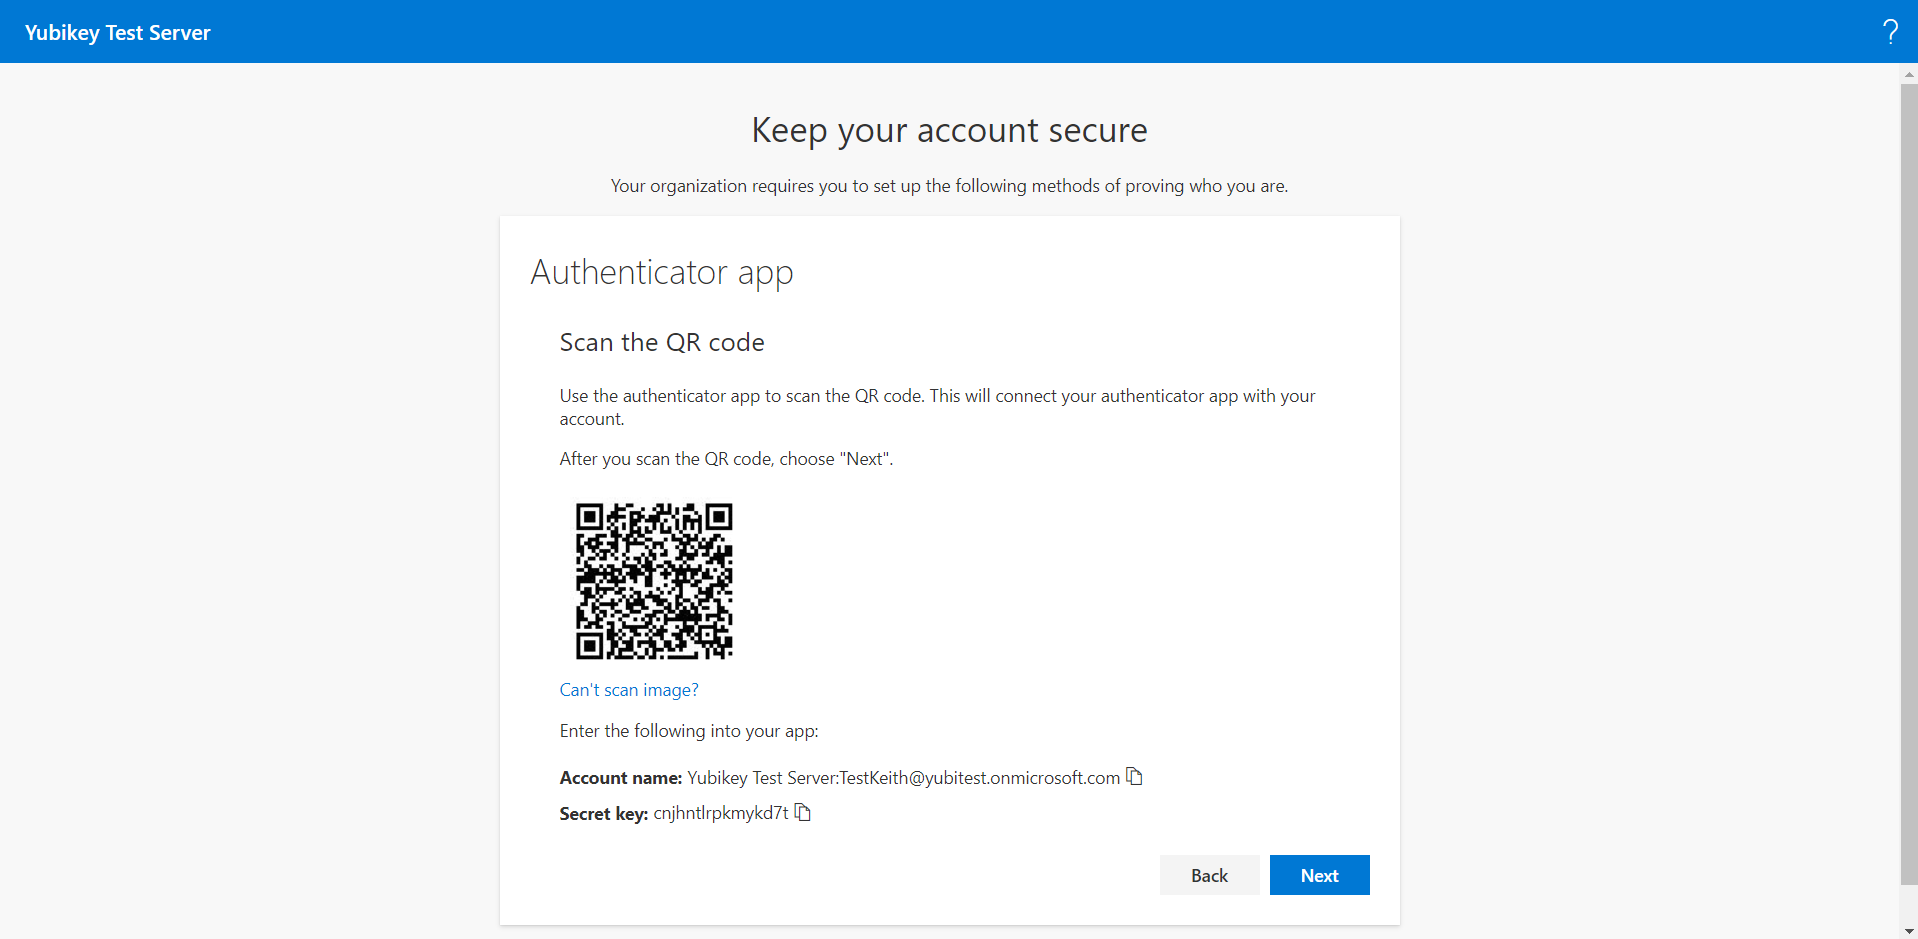 Yubikey Test Server
?
Keep your account secure
Your organization requires you to set up the following methods of proving who you are.
Authenticator app
Scan the QR code
Use the authenticator app to scan the QR code. This will connect your authenticator app with your
account.
After you scan the QR code, choose "Next".
Can't scan image?
Enter the following into your app:
Account name: Yubikey Test Server:TestKeith@yubitest.onmicrosoft.com
Secret key: cnjhntlrpkmykd7t
Back
Next